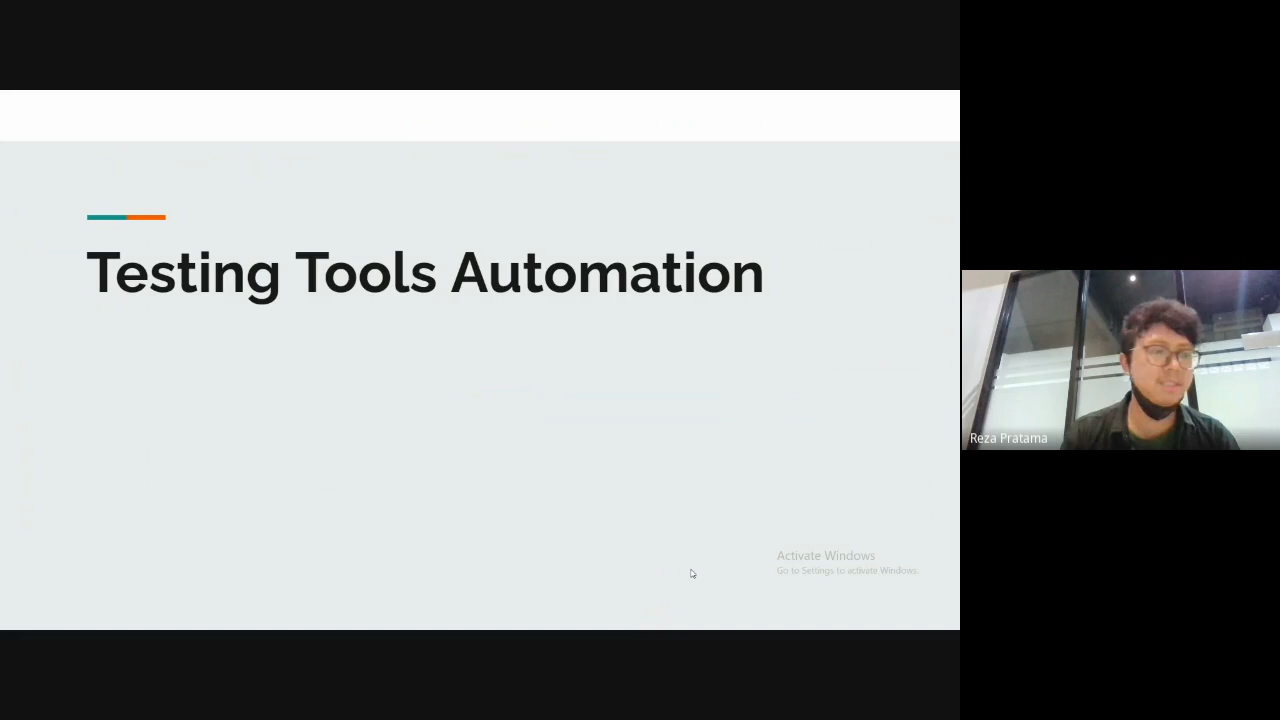 Testing Tools Automation
Reza Pratama
Activate Windows
Go to Settings to activate Windows.